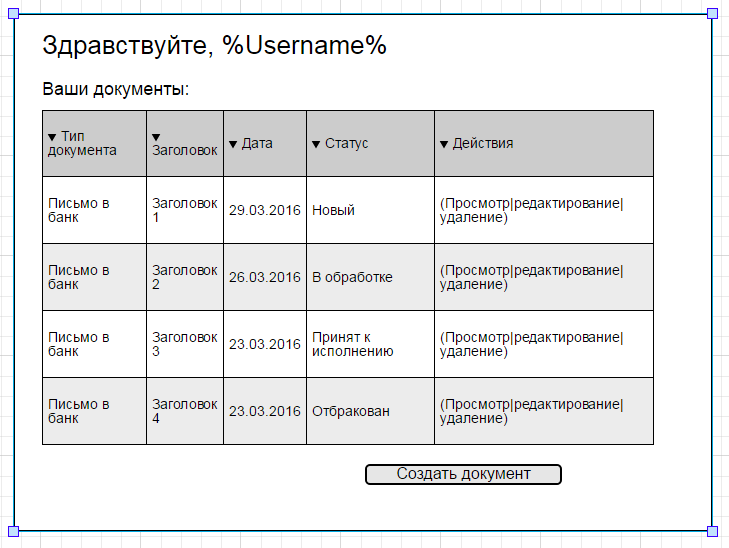 Здравствуйте, %Username%
Ваши документы:
▼ Тип документа ▼ Заголовок ▼ Дата ▼ Статус ▼ Действия
Письмо в банк Заголовок 1 29.03.2016 Новый (Просмотр|редактирование|удаление)
Письмо в банк Заголовок 2 26.03.2016 В обработке (Просмотр|редактирование|удаление)
Письмо в банк Заголовок 3 23.03.2016 Принят к исполнению (Просмотр|редактирование|удаление)
Письмо в банк Заголовок 4 23.03.2016 Отбракован (Просмотр|редактирование|удаление)
Создать документ